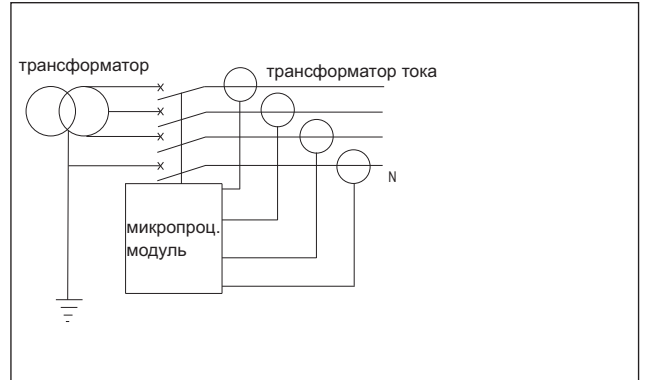 трансформатор
трансформатор тока
N
микропроц.
модуль